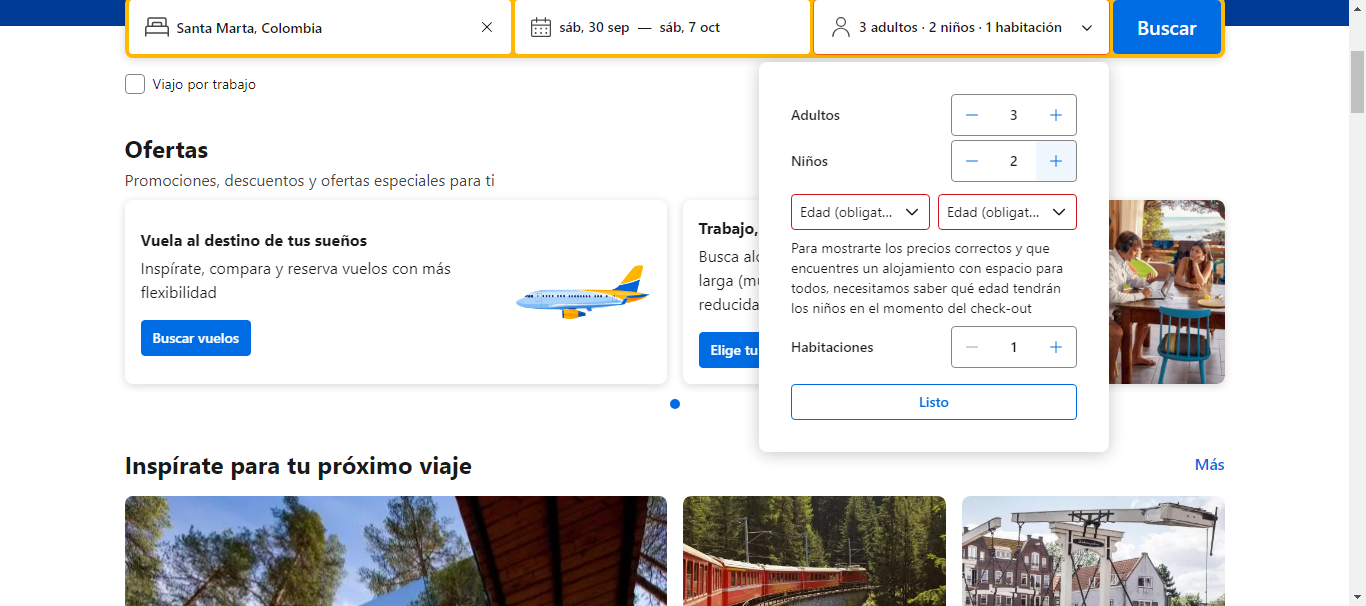 Santa Marta, Colombia
sáb, 30 sep — sáb, 7 oct
3 adultos · 2 niños · 1 habitación
Buscar
Viajo por trabajo
Adultos
3
Niños
2
Edad (obligat...
Edad (obligat...
Para mostrarte los precios correctos y que
encuentres un alojamiento con espacio para
todos, necesitamos saber qué edad tendrán
los niños en el momento del check-out
Habitaciones
1
Listo
Ofertas
Promociones, descuentos y ofertas especiales para ti
Vuela al destino de tus sueños
Inspírate, compara y reserva vuelos con más
flexibilidad
Buscar vuelos
Trabajo,
Busca
larga
reducida
Elige tu
Inspírate para tu próximo viaje
Más